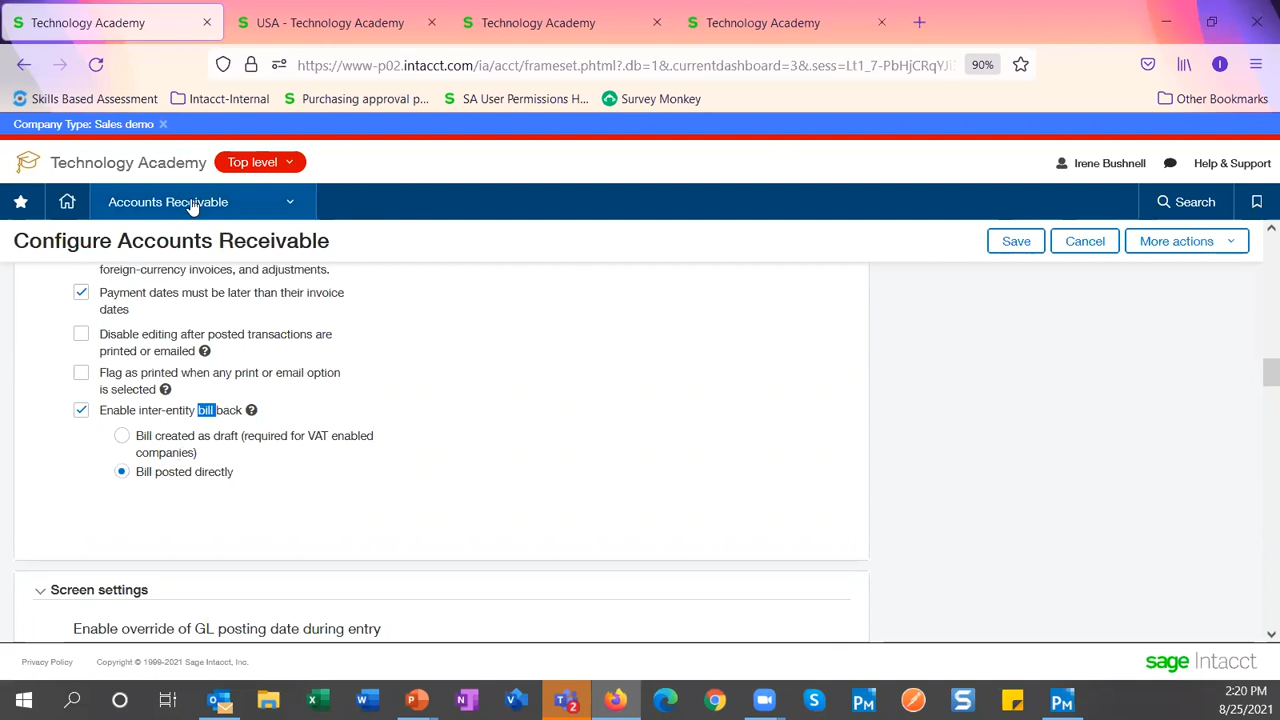 Technology Academy
USA - Technology Academy
Technology Academy
Technology Academy
https://www-p02.intacct.com/ia/acct/frameset.phtml?.db=1&.currentdashboard=3&.sess=Lt1_7-PbHjCRqYJl
90%
Skills Based Assessment
Intacct-Internal
Purchasing approval p...
SA User Permissions H...
Survey Monkey
Other Bookmarks
Company Type: Sales demo
Technology Academy
Top level
Irene Bushnell
Help & Support
Accounts Receivable
Search
Configure Accounts Receivable
Save
Cancel
More actions
foreign-currency invoices, and adjustments.
Payment dates must be later than their invoice
dates
Disable editing after posted transactions are
printed or emailed
Flag as printed when any print or email option
is selected
Enable inter-entity bill back
Bill created as draft (required for VAT enabled
companies)
Bill posted directly
Screen settings
Enable override of GL posting date during entry
Privacy Policy
Copyright © 1999-2021 Sage Intacct, Inc.
sage Intacct
2:20 PM
8/25/2021